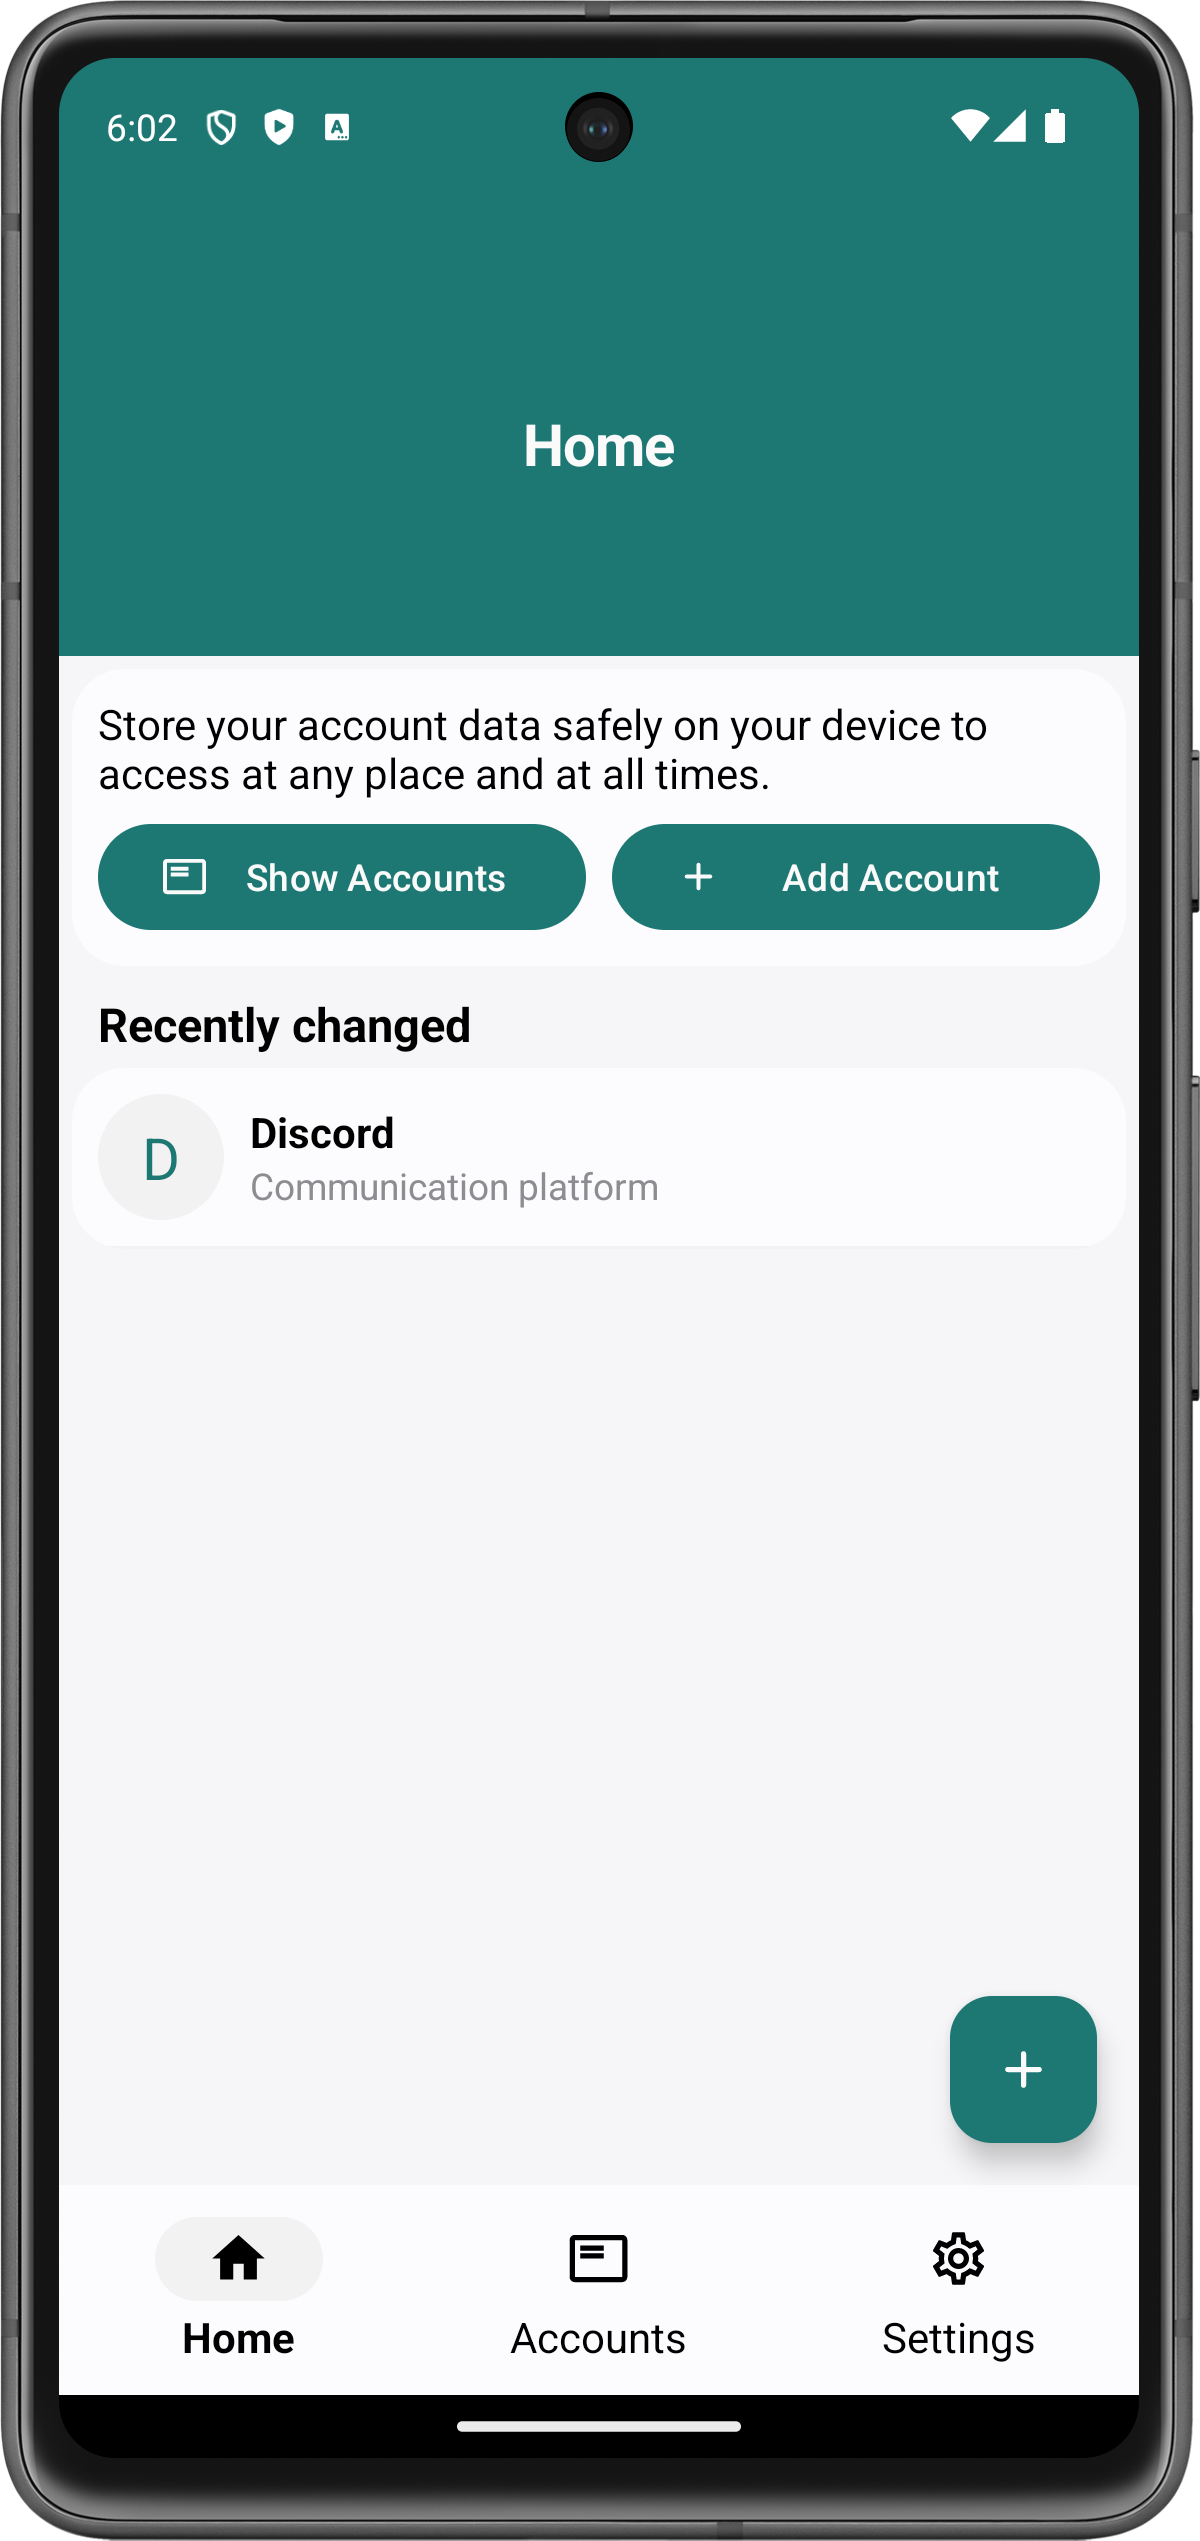 6:02
Home
Store your account data safely on your device to
access at any place and at all times.
Show Accounts
Add Account
Recently changed
D
Discord
Communication platform
Home
Accounts
Settings